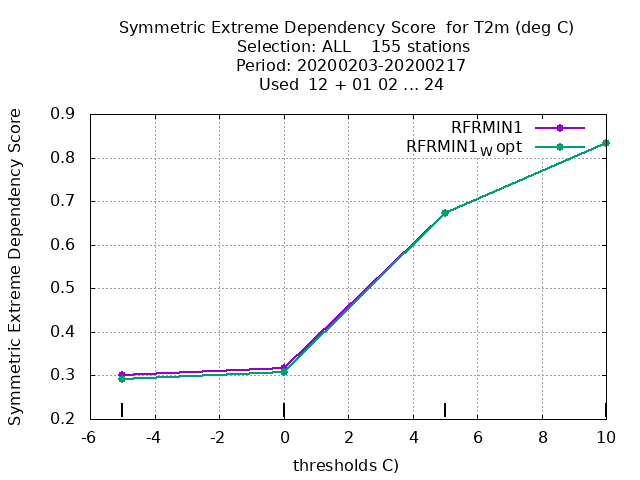 Symmetric Extreme Dependency Score  for T2m (deg C)
Selection: ALL    155 stations
Period: 20200203-20200217
Used  12 + 01 02 ... 24
Symmetric Extreme Dependency Score
0.9
0.8
0.7
0.6
0.5
0.4
0.3
0.2
RFRMIN1
RFRMIN1W opt
-6 -4 -2 0 2 4 6 8 10
thresholds C)